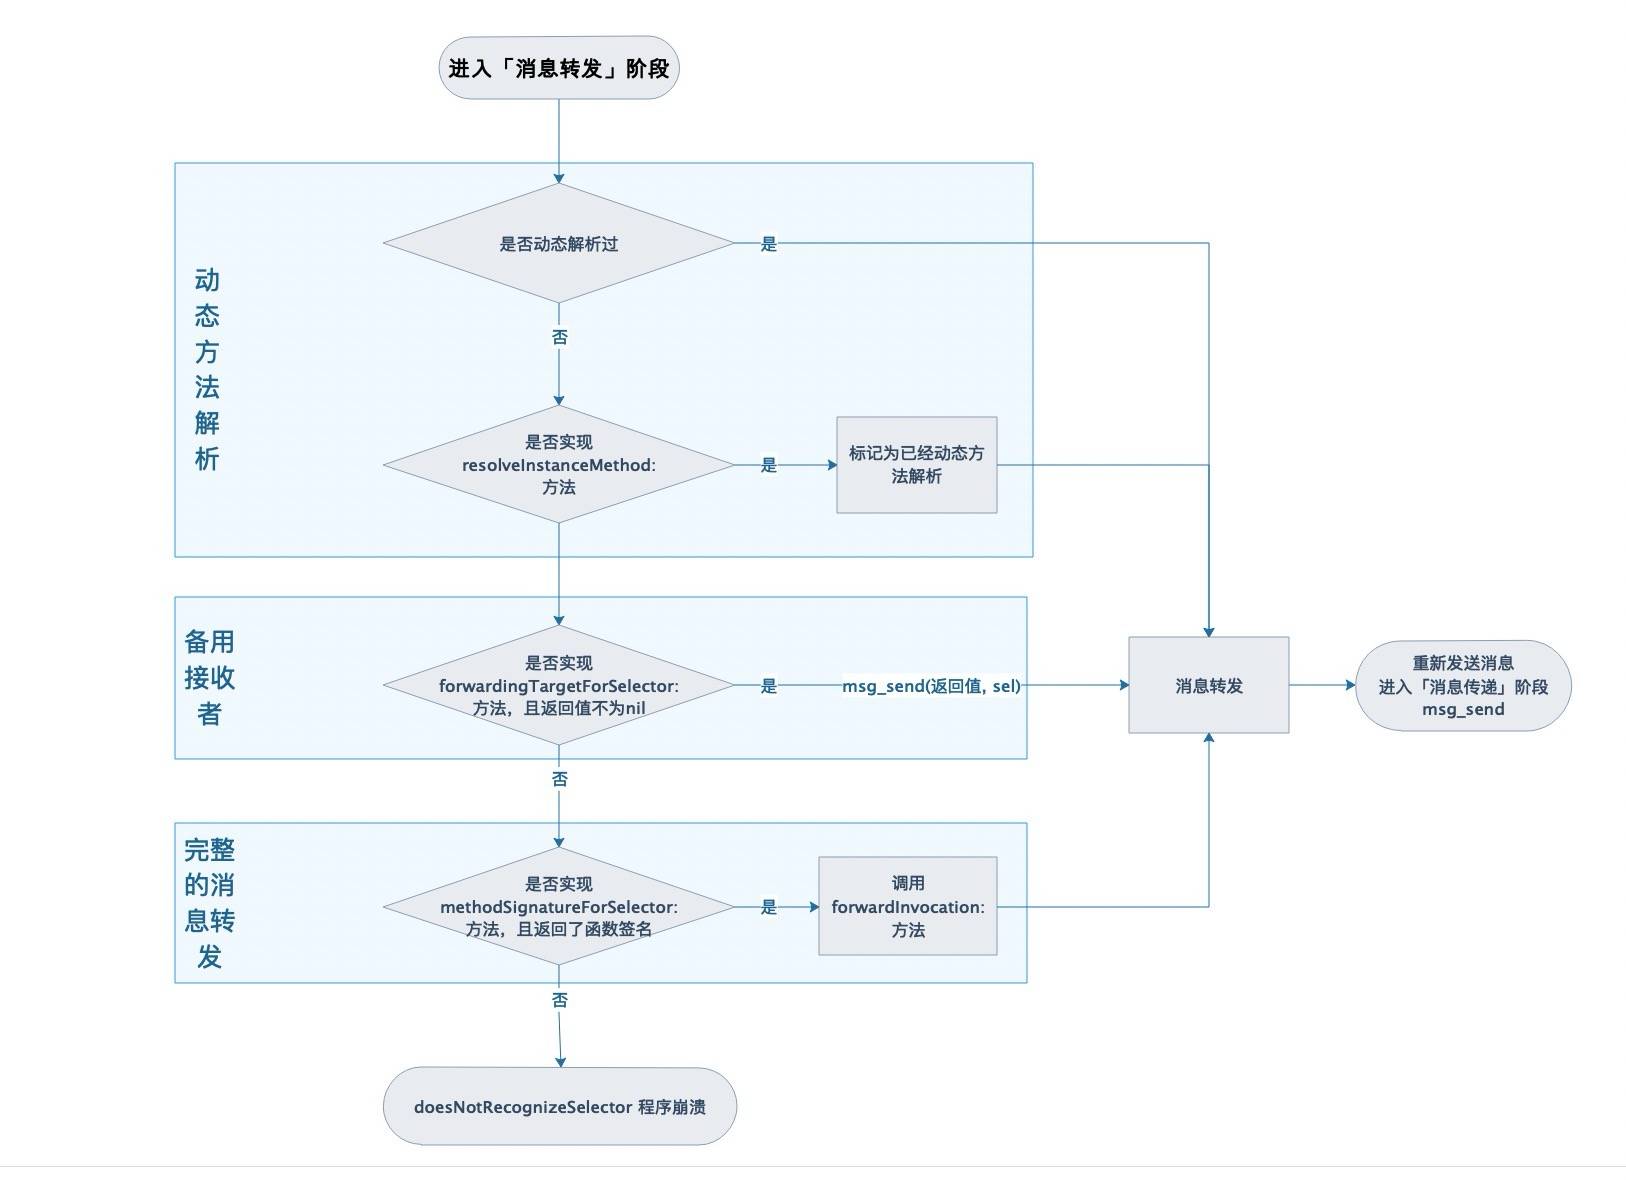 进入「消息转发」阶段
动
态
方
法
解
析
是否动态解析过
是
否
是否实现
resolveInstanceMethod:
方法
是
标记为已经动态方
法解析
备用
接收
者
是否实现
forwardingTargetForSelector:
方法，且返回值不为nil
是
msg_send(返回值, sel)
消息转发
重新发送消息
进入「消息传递」阶段
msg_send
否
完整
的消
息转
发
是否实现
methodSignatureForSelector:
方法，且返回了函数签名
是
调用
forwardInvocation:
方法
否
doesNotRecognizeSelector 程序崩溃